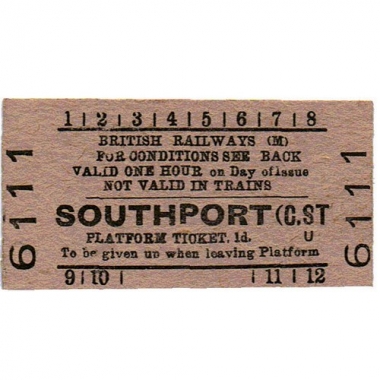 1|2|3|4|5|6|7|8
BRITISH RAILWAYS (M)
FOR CONDITIONS SEE BACK
VALID ONE HOUR on Day of issue
NOT VALID IN TRAINS
6111
SOUTHPORT (C.ST
6111
PLATFORM TICKET. 1d. U
To be given up when leaving Platform
9|10| |11|12